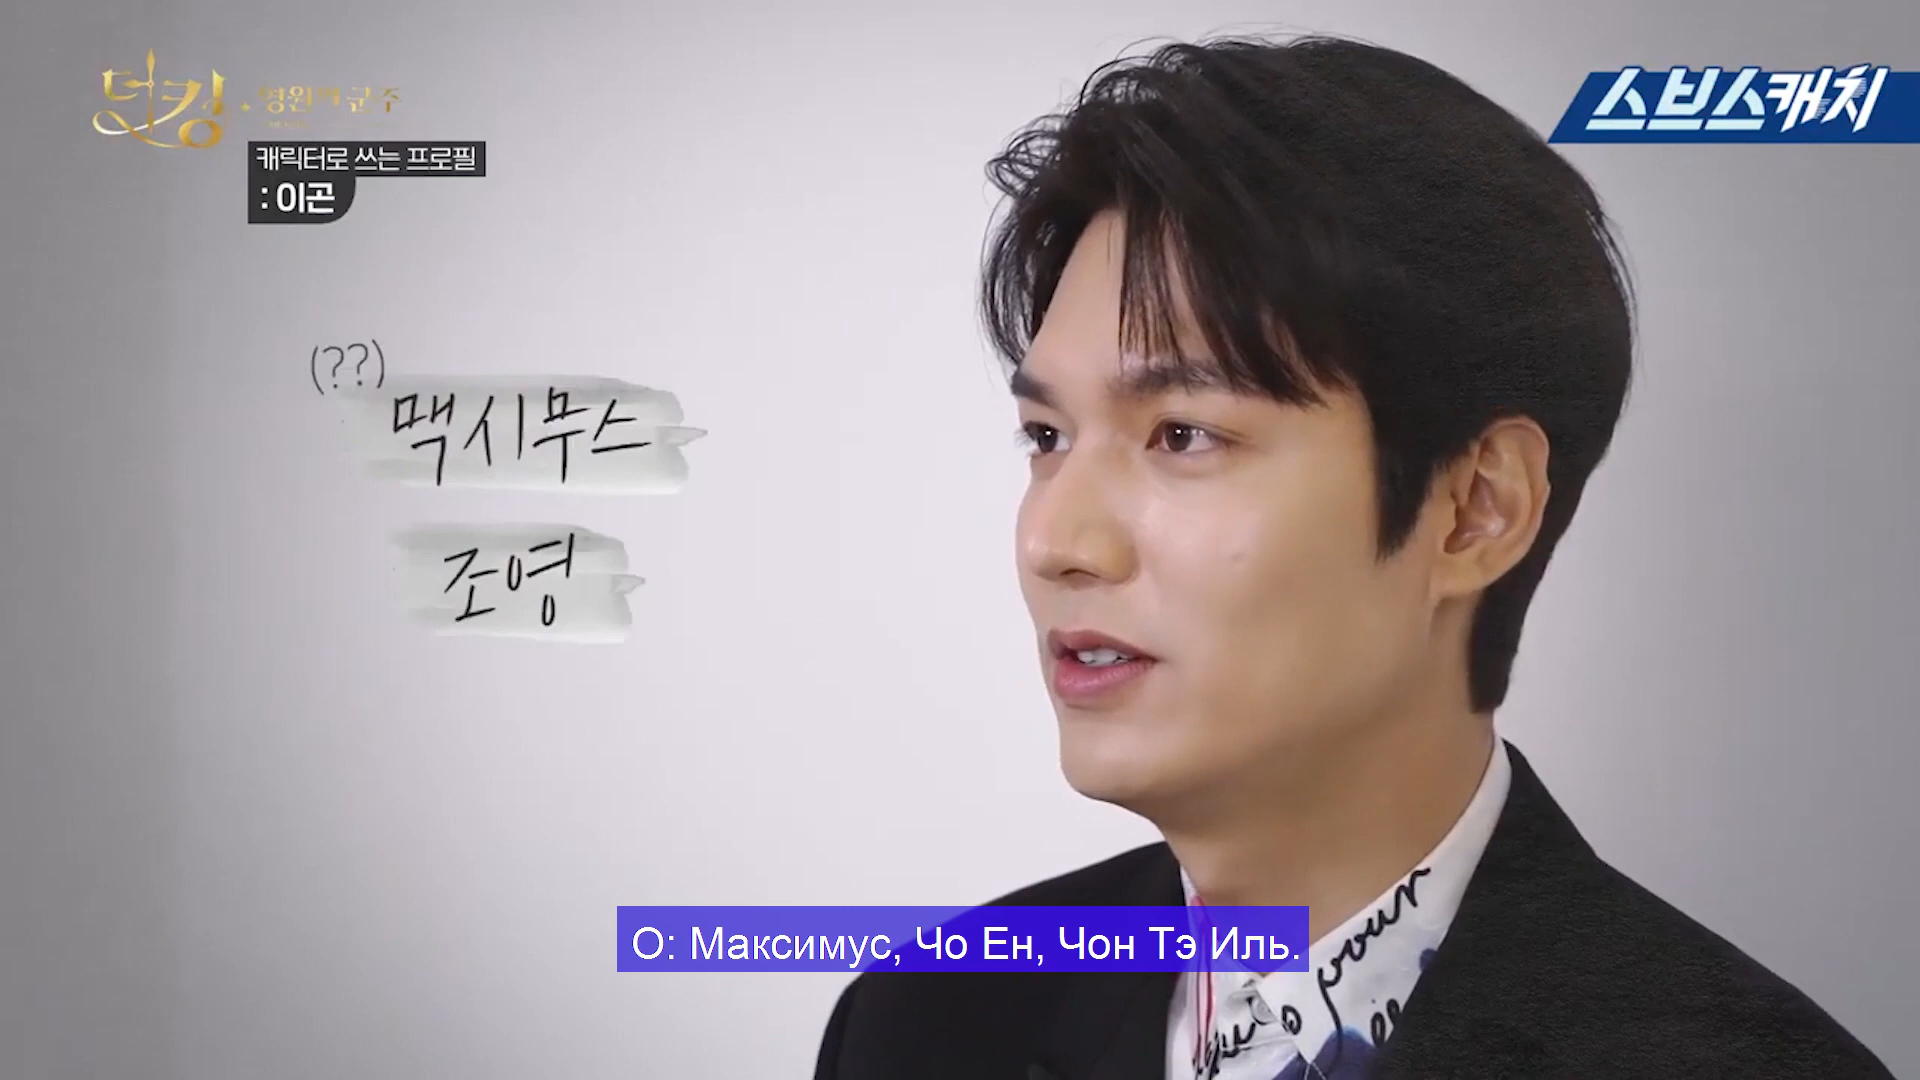 더킹
영원의 군주
스브스캐치
캐릭터로 쓰는 프로필
: 이곤
(??)
맥시무스
조영
О: Максимус, Чо Ен, Чон Тэ Иль.
pour